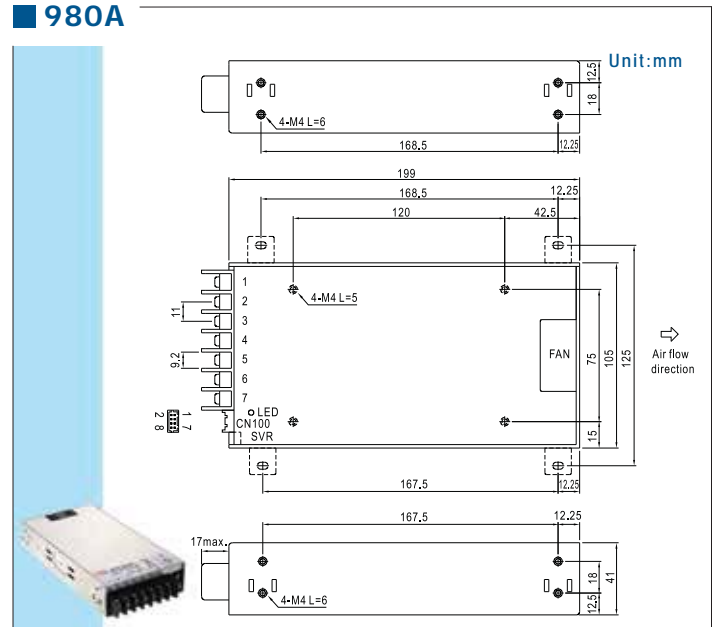 980A
Unit:mm
12.5
18
4-M4 L=6
168.5
12.25
199
168.5
12.25
120
42.5
1
2
3
4
5
6
7
11
9.2
4-M4 L=5
FAN
75
105
125
Air flow
direction
LED
CN100
SVR
1 7
2 8
15
167.5
12.25
167.5
12.25
17max.
4-M4 L=6
18
12.5
41